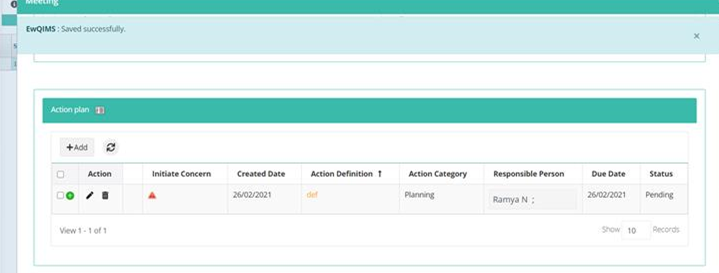 Meeting
EwQIMS : Saved successfully.
Action plan
Add
Action Initiate Concern Created Date Action Definition Action Category Responsible Person Due Date Status
26/02/2021 def Planning Ramya N ; 26/02/2021 Pending
View 1 - 1 of 1
Show 10 Records